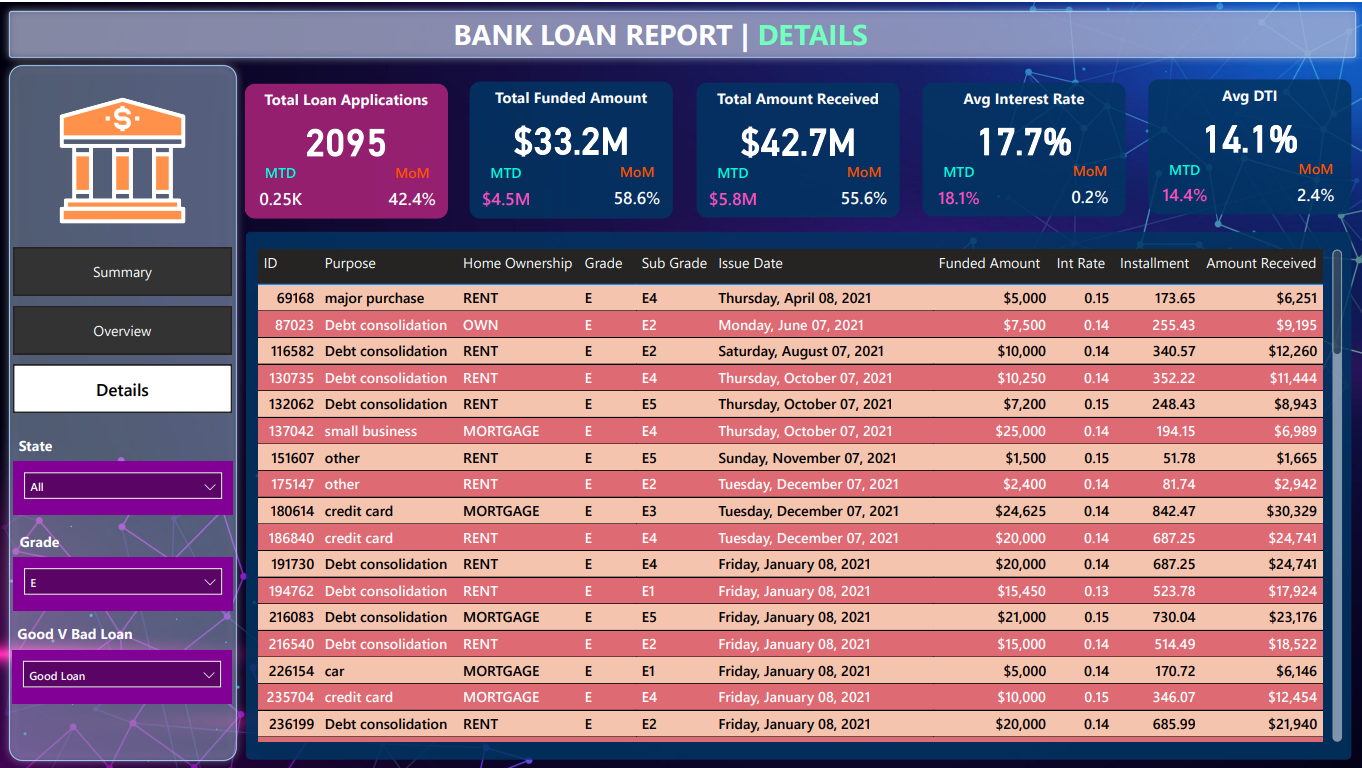 BANK LOAN REPORT | DETAILS
$
Summary
Overview
Details
State
All
Grade
E
Good V Bad Loan
Good Loan
Total Loan Applications
2095
MTD MoM
0.25K 42.4%
Total Funded Amount
$33.2M
MTD MoM
$4.5M 58.6%
Total Amount Received
$42.7M
MTD MoM
$5.8M 55.6%
Avg Interest Rate
17.7%
MTD MoM
18.1% 0.2%
Avg DTI
14.1%
MTD MoM
14.4% 2.4%
ID Purpose Home Ownership Grade Sub Grade Issue Date Funded Amount Int Rate Installment Amount Received
69168 major purchase RENT E E4 Thursday, April 08, 2021 $5,000 0.15 173.65 $6,251
87023 Debt consolidation OWN E E2 Monday, June 07, 2021 $7,500 0.14 255.43 $9,195
116582 Debt consolidation RENT E E2 Saturday, August 07, 2021 $10,000 0.14 340.57 $12,260
130735 Debt consolidation RENT E E4 Thursday, October 07, 2021 $10,250 0.14 352.22 $11,444
132062 Debt consolidation RENT E E5 Thursday, October 07, 2021 $7,200 0.15 248.43 $8,943
137042 small business MORTGAGE E E4 Thursday, October 07, 2021 $25,000 0.14 194.15 $6,989
151607 other RENT E E5 Sunday, November 07, 2021 $1,500 0.15 51.78 $1,665
175147 other RENT E E2 Tuesday, December 07, 2021 $2,400 0.14 81.74 $2,942
180614 credit card MORTGAGE E E3 Tuesday, December 07, 2021 $24,625 0.14 842.47 $30,329
186840 credit card RENT E E4 Tuesday, December 07, 2021 $20,000 0.14 687.25 $24,741
191730 Debt consolidation RENT E E4 Friday, January 08, 2021 $20,000 0.14 687.25 $24,741
194762 Debt consolidation RENT E E1 Friday, January 08, 2021 $15,450 0.13 523.78 $17,924
216083 Debt consolidation MORTGAGE E E5 Friday, January 08, 2021 $21,000 0.15 730.04 $23,176
216540 Debt consolidation RENT E E2 Friday, January 08, 2021 $15,000 0.14 514.49 $18,522
226154 car MORTGAGE E E1 Friday, January 08, 2021 $5,000 0.14 170.72 $6,146
235704 credit card MORTGAGE E E4 Friday, January 08, 2021 $10,000 0.15 346.07 $12,454
236199 Debt consolidation RENT E E2 Friday, January 08, 2021 $20,000 0.14 685.99 $21,940